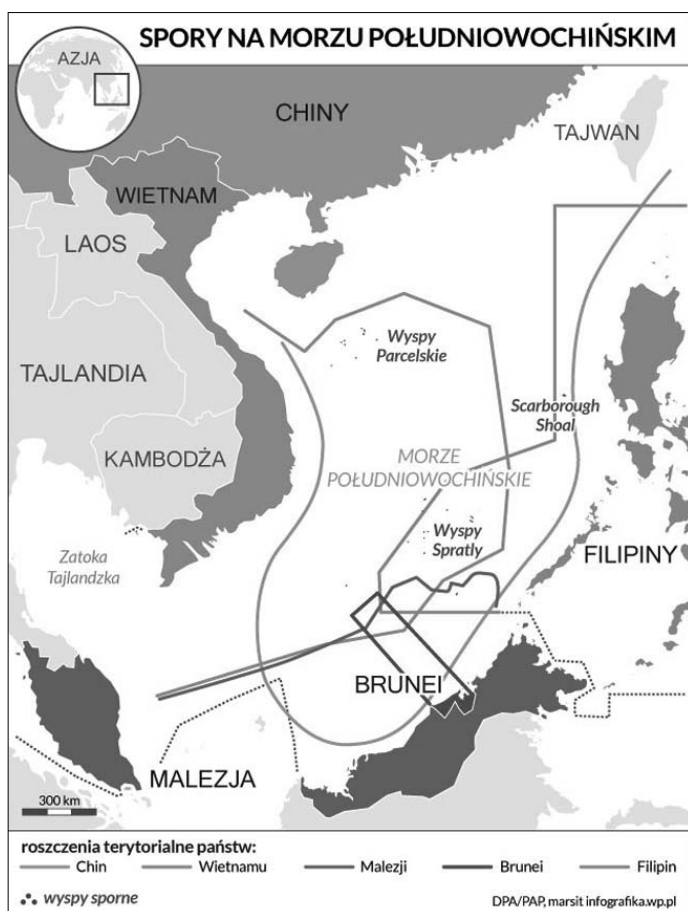 SPORY NA MORZU POŁUDNIOWOCHIŃSKIM
AZJA
CHINY
TAJWAN
WIETNAM
LAOS
Wyspy
Parcelskie
TAJLANDIA
Scarborough
Shoal
KAMBODŻA
MORZE
POŁUDNIOWOCHIŃSKIE
Wyspy
Spratly
Zatoka
Tajlandzka
FILIPINY
BRUNEI
MALEZJA
300 km
roszczenia terytorialne państw:
Chin Wietnamu Malezji Brunei Filipin
wyspy sporne
DPA/PAP, marsit infografika.wp.pl